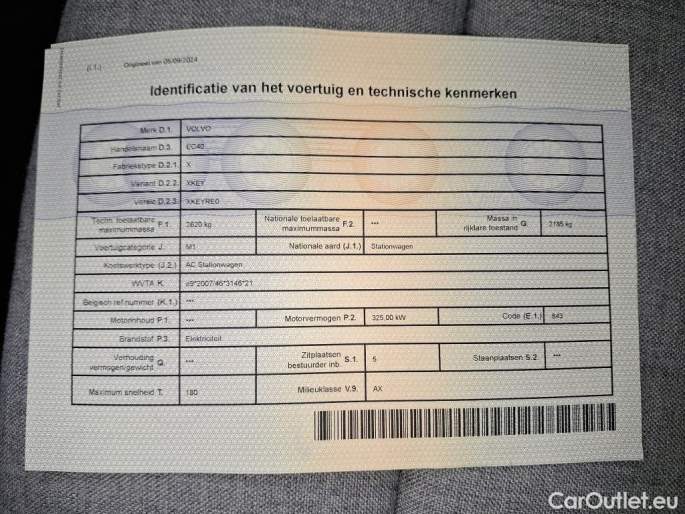 (I.1.) Origineel van 05/09/2024
Identificatie van het voertuig en technische kenmerken
Merk D.1. VOLVO
Handelsnaam D.3. EC40
Fabriekstype D.2.1. X
Variant D.2.2. XKEY
Versie D.2.3. XKEYRE0
Techn. toelaatbare maximummassa F.1. 2620 kg Nationale toelaatbare maximummassa F.2. --- Massa in rijklare toestand G. 2185 kg
Voertuigcategorie J. M1 Nationale aard (J.1.) Stationwagen
Koetswerktype (J.2.) AC Stationwagen
WVTA K. e9*2007/46*3146*21
Belgisch ref.nummer (K.1.) ---
Motorinhoud P.1. --- Motorvermogen P.2. 325,00 kW Code (E.1.) 843
Brandstof P.3. Elektriciteit
Verhouding vermogen/gewicht Q. --- Zitplaatsen bestuurder inb. S.1. 5 Staanplaatsen S.2. ---
Maximum snelheid T. 180 Milieuklasse V.9. AX
CarOutlet.eu